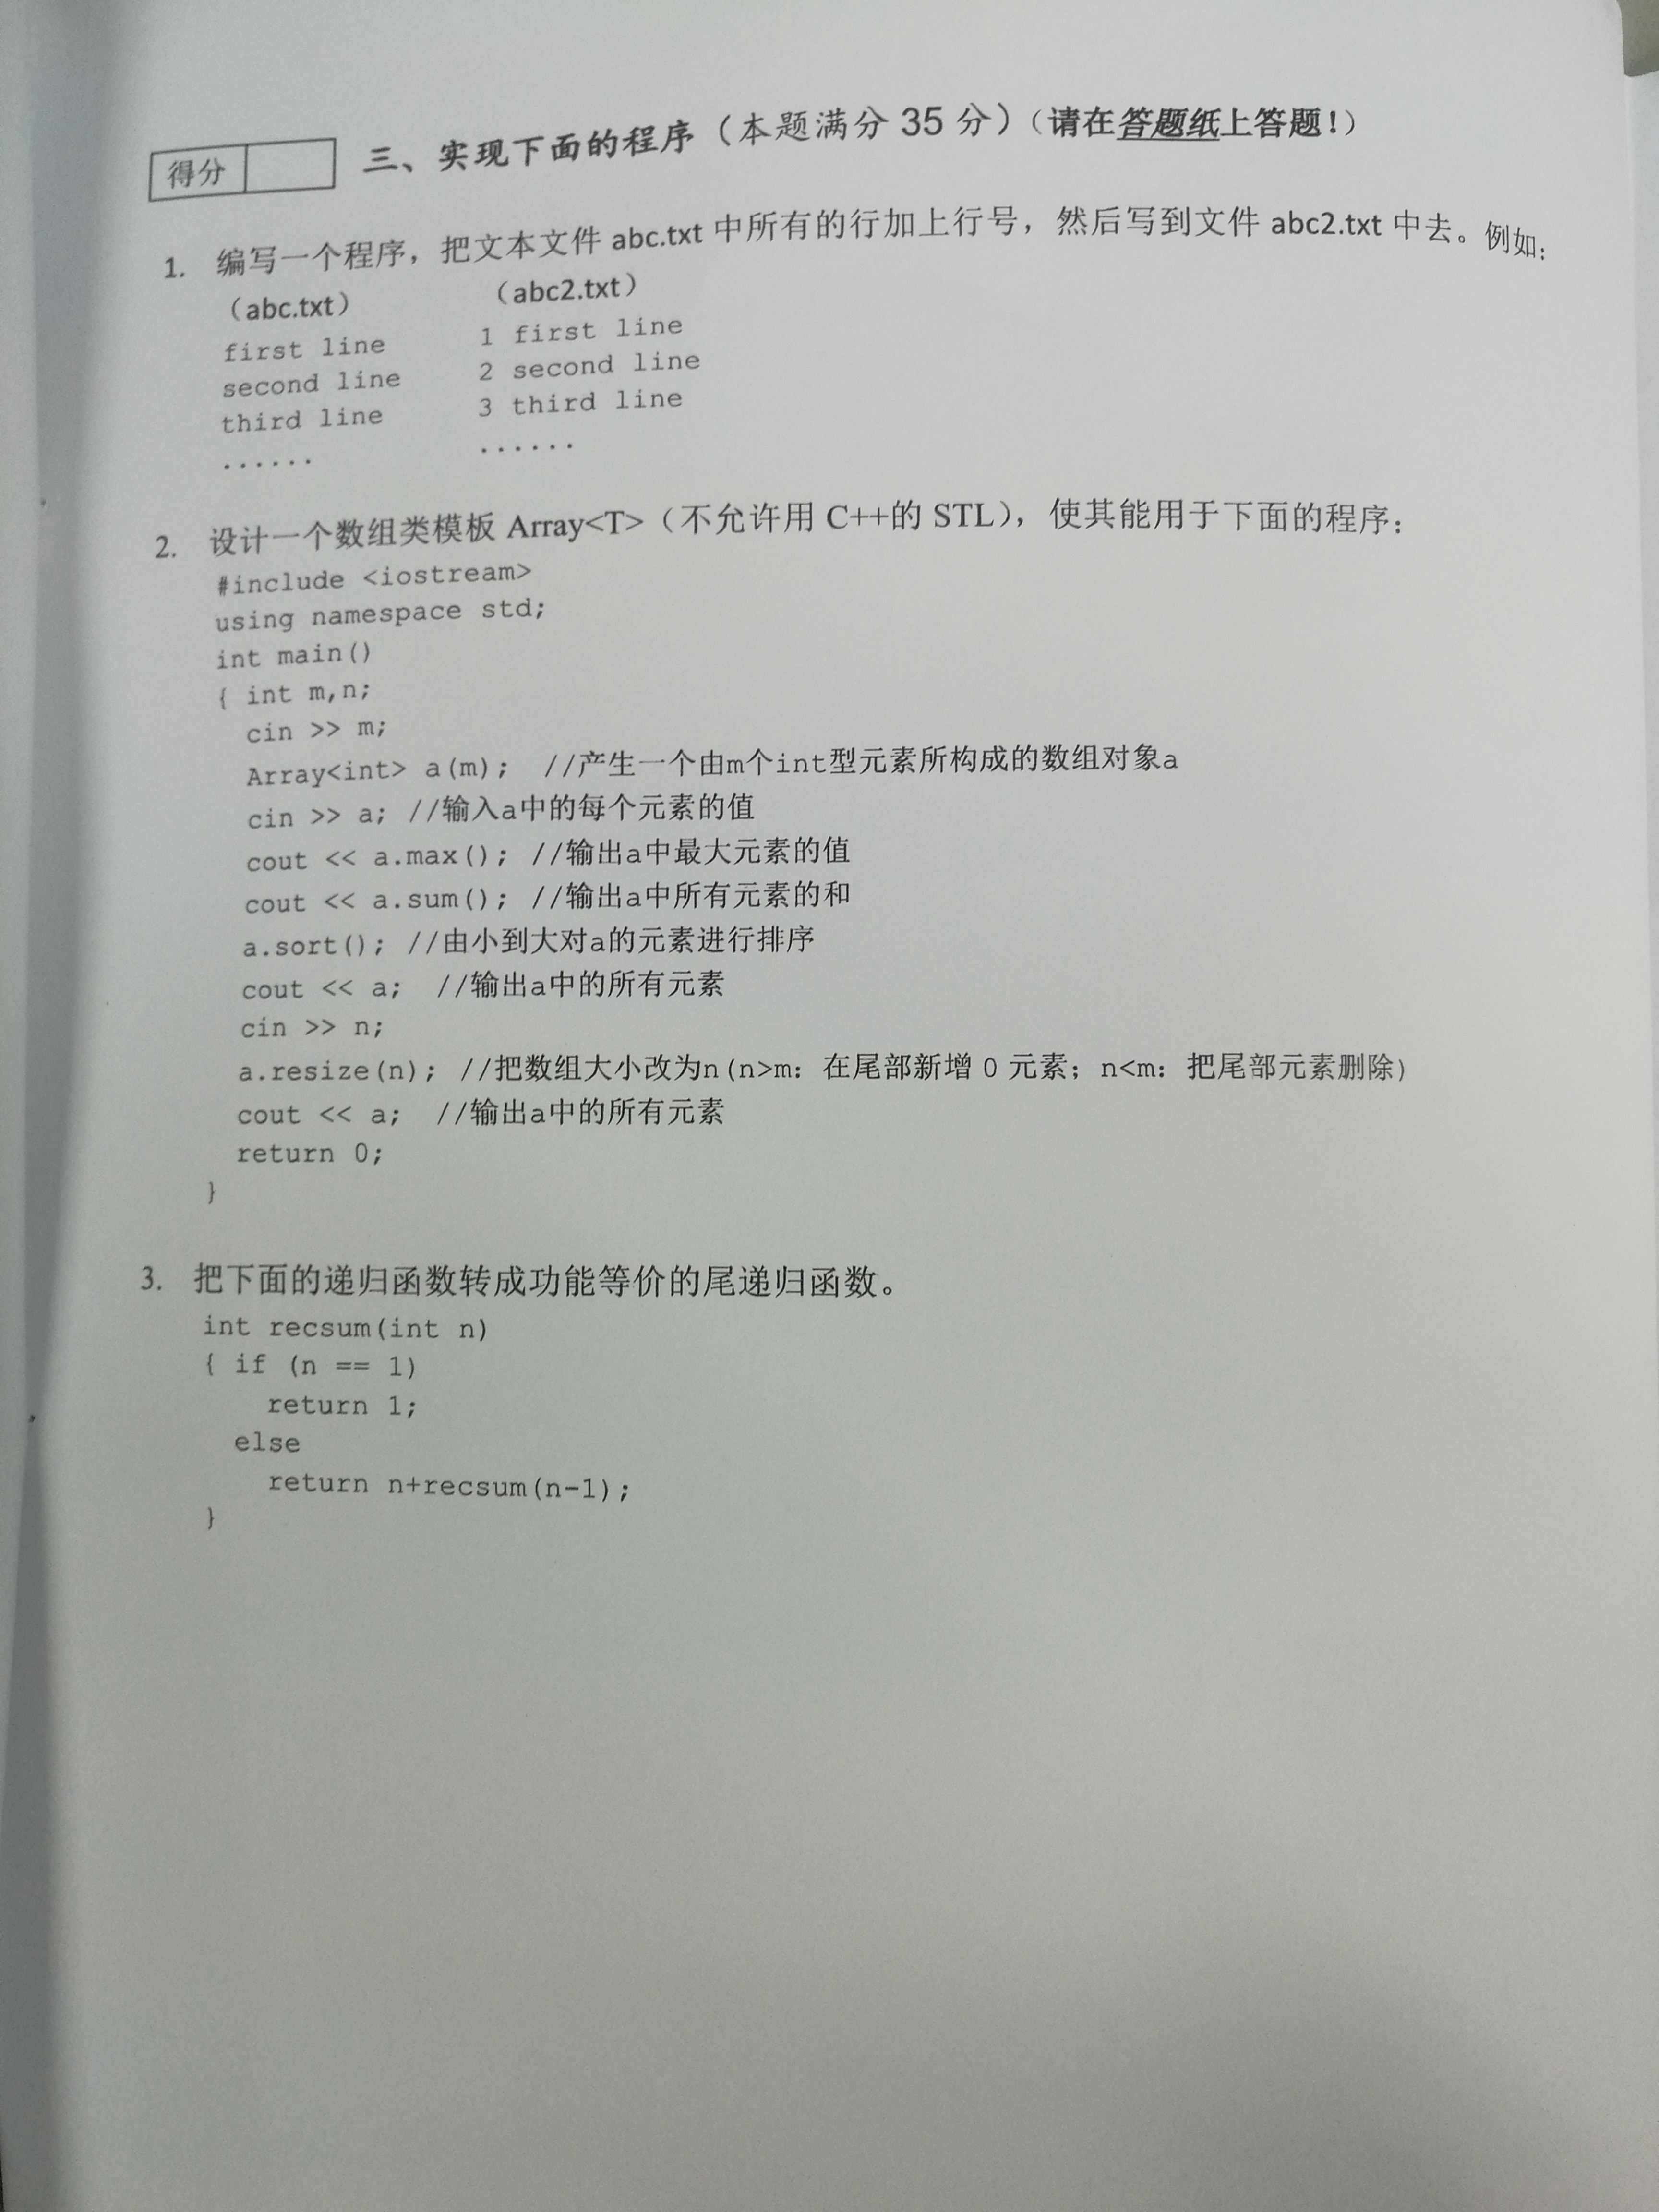 得分
三、实现下面的程序（本题满分 35 分）（请在答题纸上答题！）
1. 编写一个程序，把文本文件 abc.txt 中所有的行加上行号，然后写到文件 abc2.txt 中去。例如：
（abc.txt） （abc2.txt）
first line 1 first line
second line 2 second line
third line 3 third line
...... ......
2. 设计一个数组类模板 Array<T>（不允许用 C++的 STL），使其能用于下面的程序：
#include <iostream>
using namespace std;
int main()
{ int m,n;
cin >> m;
Array<int> a(m); //产生一个由m个int型元素所构成的数组对象a
cin >> a; //输入a中的每个元素的值
cout << a.max(); //输出a中最大元素的值
cout << a.sum(); //输出a中所有元素的和
a.sort(); //由小到大对a的元素进行排序
cout << a; //输出a中的所有元素
cin >> n;
a.resize(n); //把数组大小改为n(n>m：在尾部新增 0 元素；n<m：把尾部元素删除)
cout << a; //输出a中的所有元素
return 0;
}
3. 把下面的递归函数转成功能等价的尾递归函数。
int recsum(int n)
{ if (n == 1)
return 1;
else
return n+recsum(n-1);
}